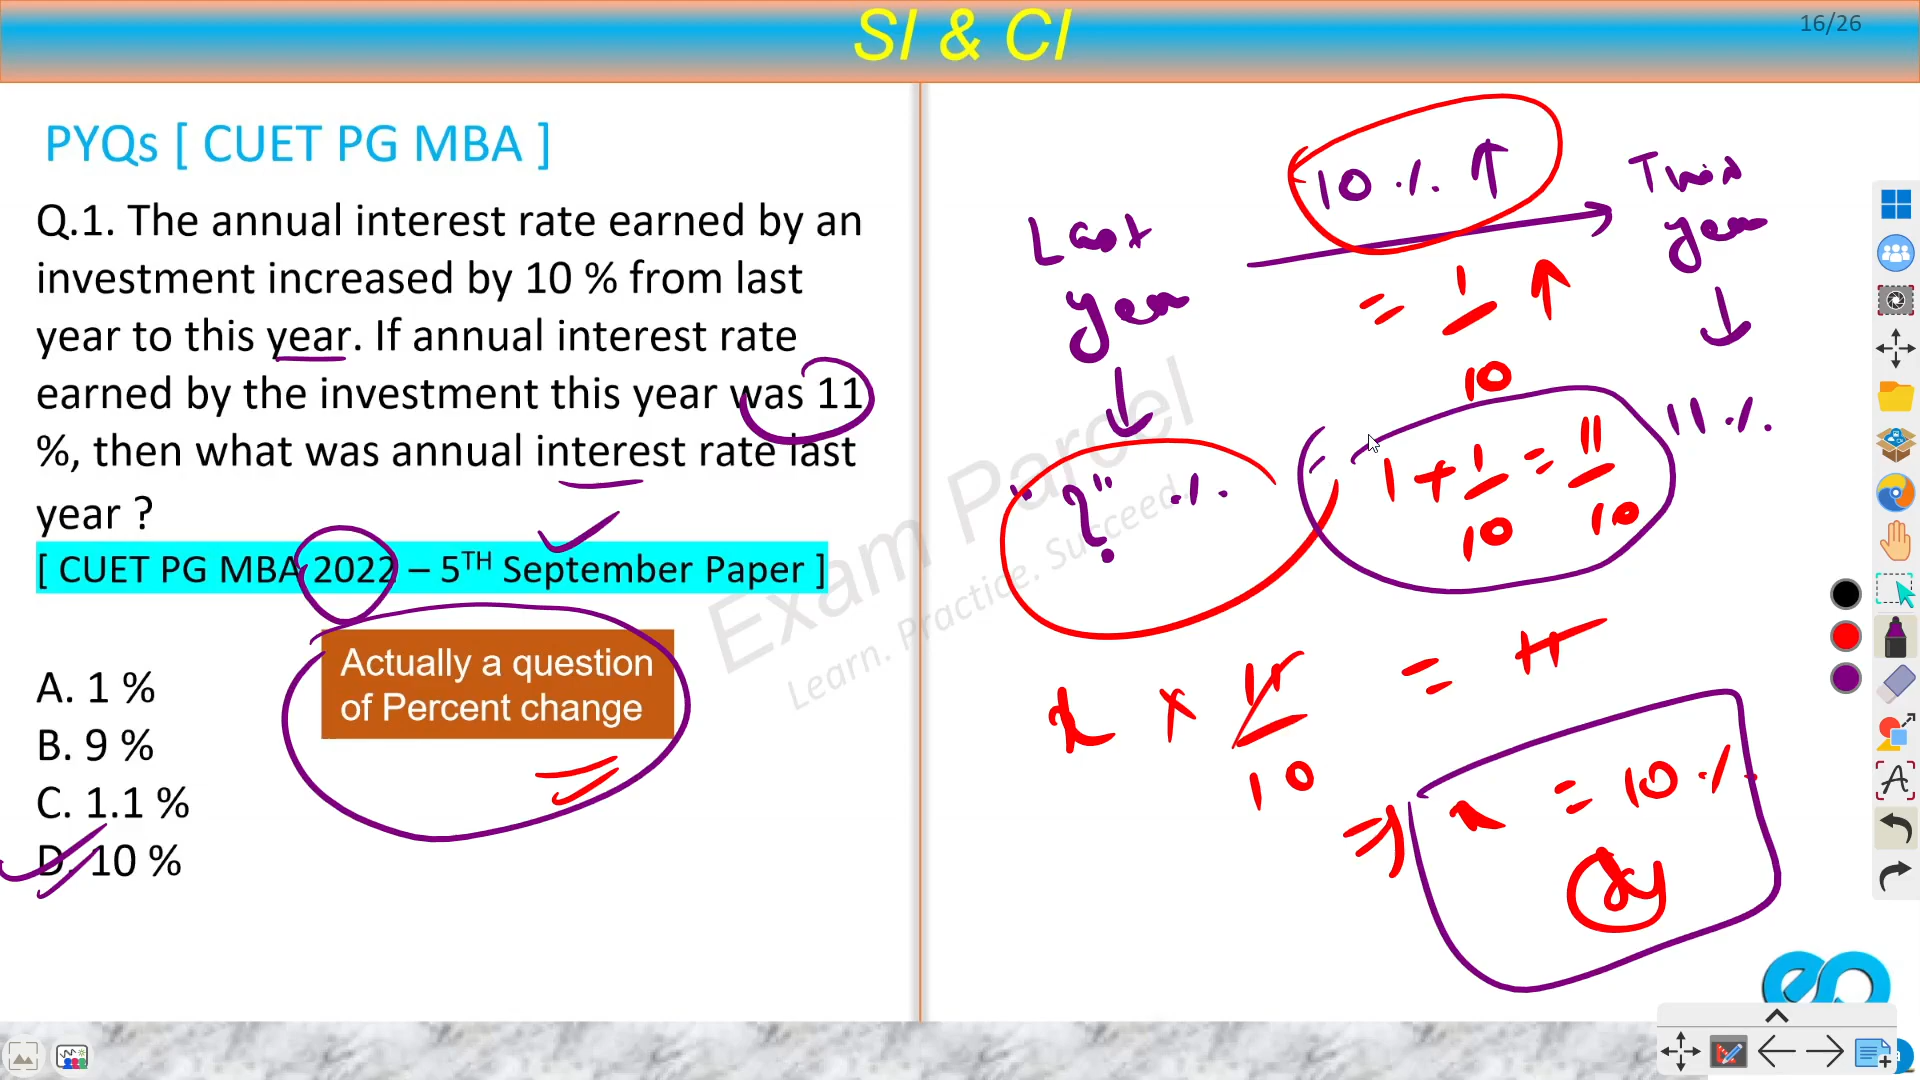 SI & CI
16/26
PYQs [ CUET PG MBA ]
Q.1. The annual interest rate earned by an
investment increased by 10 % from last
year to this year. If annual interest rate
earned by the investment this year was 11
%, then what was annual interest rate last
year ?
[ CUET PG MBA 2022 – 5TH September Paper ]
Actually a question
of Percent change
A. 1 %
B. 9 %
C. 1.1 %
D. 10 %
Last
year
10 % ↑
This
year
= 1/10 ↑
"?" %
1 + 1/10 = 11/10
11 %
x × 11/10 = 11
⇒ x = 10 %
Exam Parcel
Learn. Practice. Succeed.